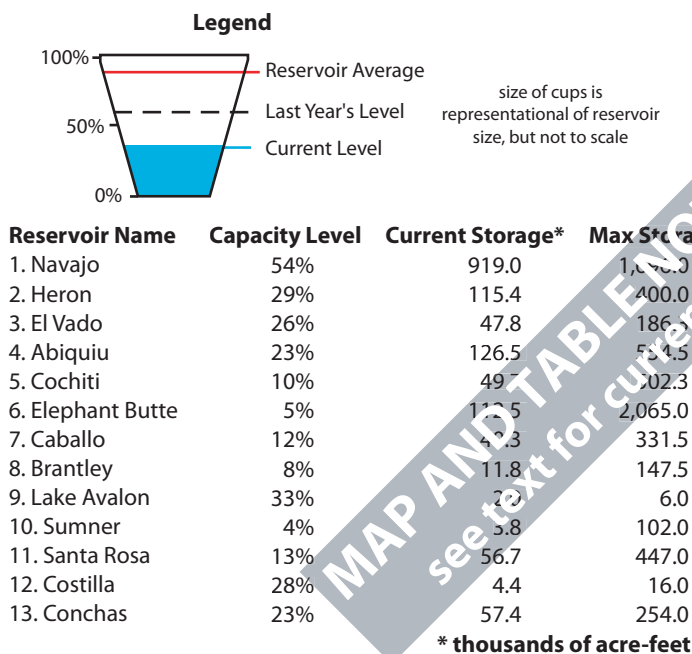 Legend
100%
Reservoir Average
Last Year's Level
50%
Current Level
0%
size of cups is
representational of reservoir
size, but not to scale
Reservoir Name Capacity Level Current Storage* Max
1. Navajo 54% 919.0
2. Heron 29% 115.4 400.0
3. El Vado 26% 47.8
4. Abiquiu 23% 126.5
5. Cochiti 10%
6. Elephant Butte 5% 112.5 2,065.0
7. Caballo 12% 331.5
8. Brantley 8% 11.8 147.5
9. Lake Avalon 33% 6.0
10. Sumner 4% 102.0
11. Santa Rosa 13% 56.7 447.0
12. Costilla 28% 4.4 16.0
13. Conchas 23% 57.4 254.0
* thousands of acre-feet
MAP AND TABLE
see text for